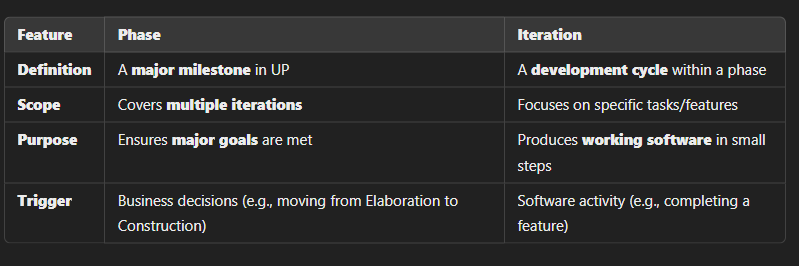 Feature Phase Iteration
Definition A major milestone in UP A development cycle within a phase
Scope Covers multiple iterations Focuses on specific tasks/features
Purpose Ensures major goals are met Produces working software in small
steps
Trigger Business decisions (e.g., moving from Elaboration to Software activity (e.g., completing a
Construction) feature)